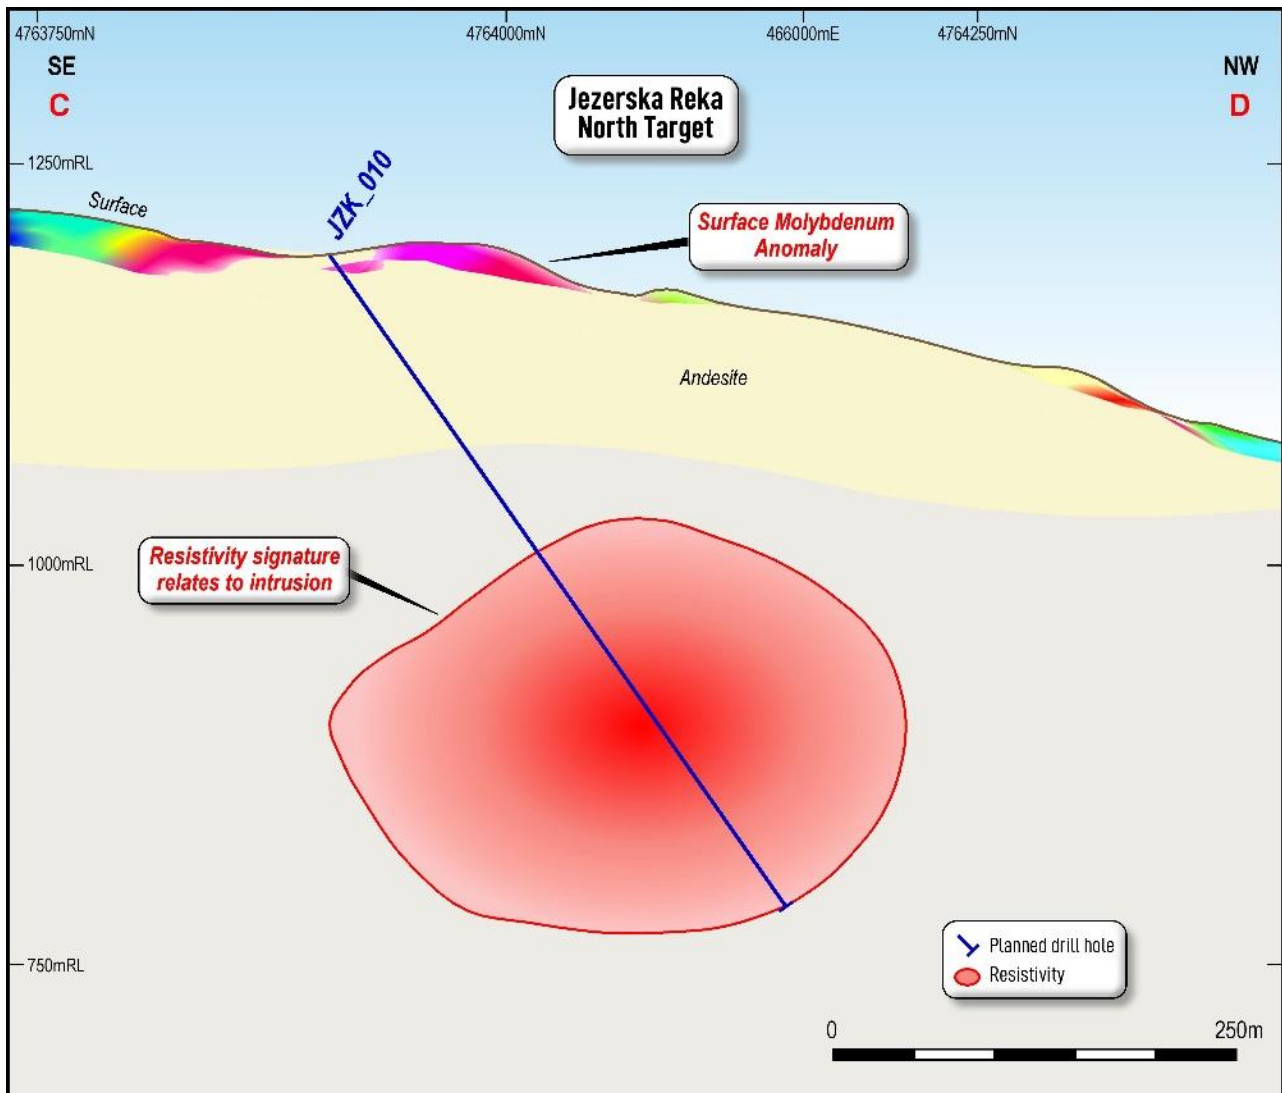 4763750mN
4764000mN
466000mE
4764250mN
SE
NW
C
D
Jezerska Reka
North Target
1250mRL
JZK_010
Surface
Surface Molybdenum
Anomaly
Andesite
Resistivity signature
relates to intrusion
1000mRL
Planned drill hole
Resistivity
750mRL
0
250m